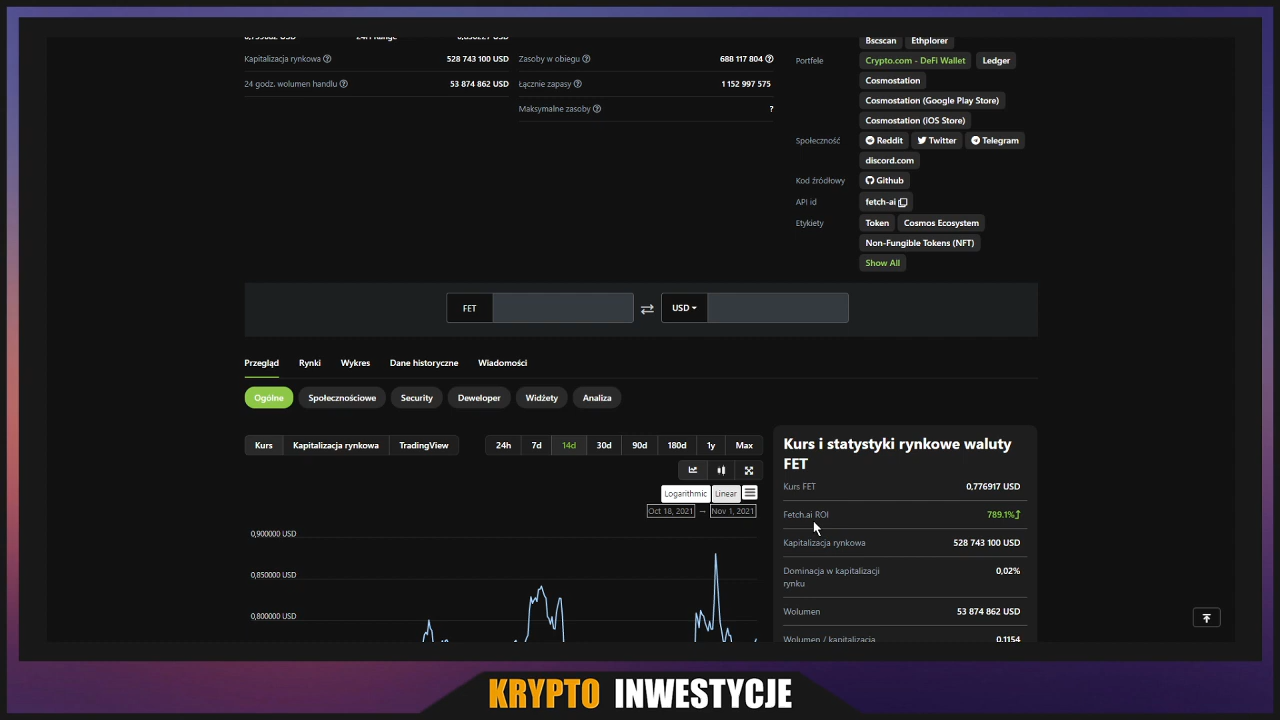 24H Range
Kapitalizacja rynkowa 528 743 100 USD Zasoby w obiegu 688 117 804
24 godz. wolumen handlu 53 874 862 USD Łącznie zapasy 1 152 997 575
Maksymalne zasoby ?
Bscscan Ethplorer
Portfele Crypto.com - DeFi Wallet Ledger
Cosmostation
Cosmostation (Google Play Store)
Cosmostation (IOS Store)
Społeczność Reddit Twitter Telegram
discord.com
Kod źródłowy Github
API id fetch-ai
Etykiety Token Cosmos Ecosystem
Non-Fungible Tokens (NFT)
Show All
FET USD
Przegląd Rynki Wykres Dane historyczne Wiadomości
Ogólne Społecznościowe Security Deweloper Widżety Analiza
Kurs Kapitalizacja rynkowa TradingView 24h 7d 14d 30d 90d 180d 1y Max
Logarithmic Linear
Oct 18, 2021 → Nov 1, 2021
0,900000 USD
0,850000 USD
0,800000 USD
Kurs i statystyki rynkowe waluty
FET
Kurs FET 0,776917 USD
Fetch.ai ROI 789.1%
Kapitalizacja rynkowa 528 743 100 USD
Dominacja w kapitalizacji
rynku 0,02%
Wolumen 53 874 862 USD
Wolumen / kapitalizacja 0.1154
KRYPTO INWESTYCJE